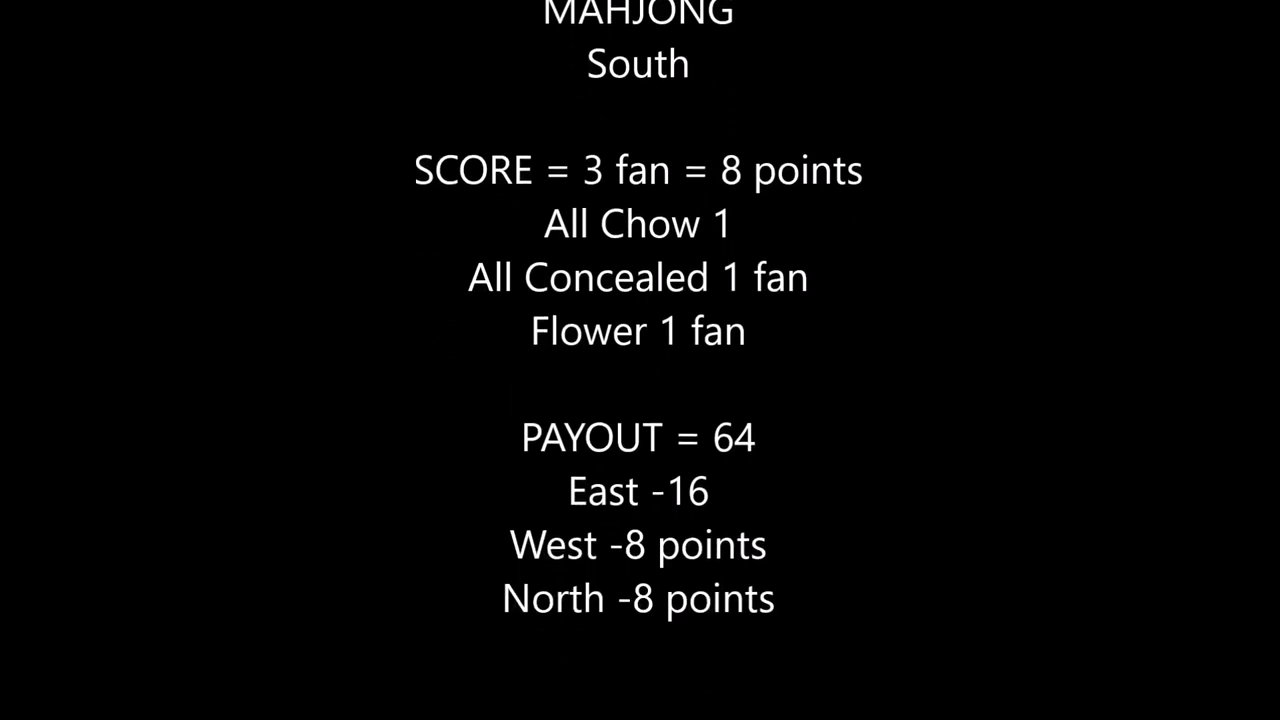 MAHJONG
South
SCORE = 3 fan = 8 points
All Chow 1
All Concealed 1 fan
Flower 1 fan
PAYOUT = 64
East -16
West -8 points
North -8 points